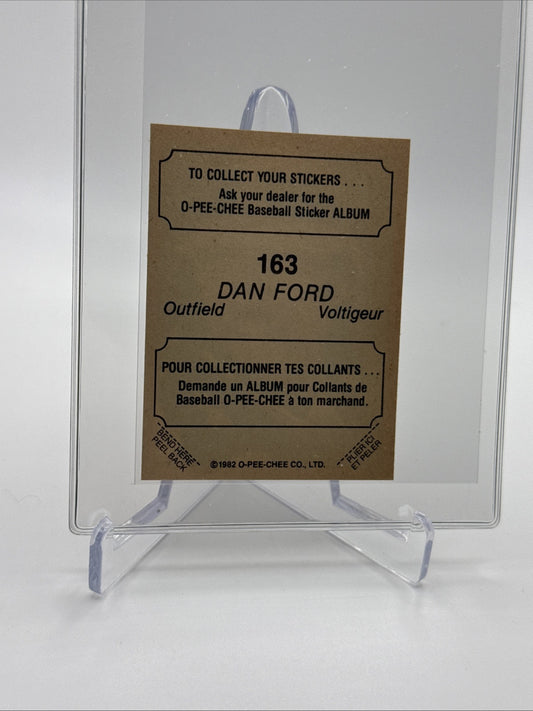 TO COLLECT YOUR STICKERS . . .
Ask your dealer for the
O-PEE-CHEE Baseball Sticker ALBUM
163
DAN FORD
Outfield Voltigeur
POUR COLLECTIONNER TES COLLANTS . . .
Demande un ALBUM pour Collants de
Baseball O-PEE-CHEE à ton marchand.
BEND HERE
PEEL BACK
©1982 O-PEE-CHEE CO., LTD.
PLIER ICI
ET PELER